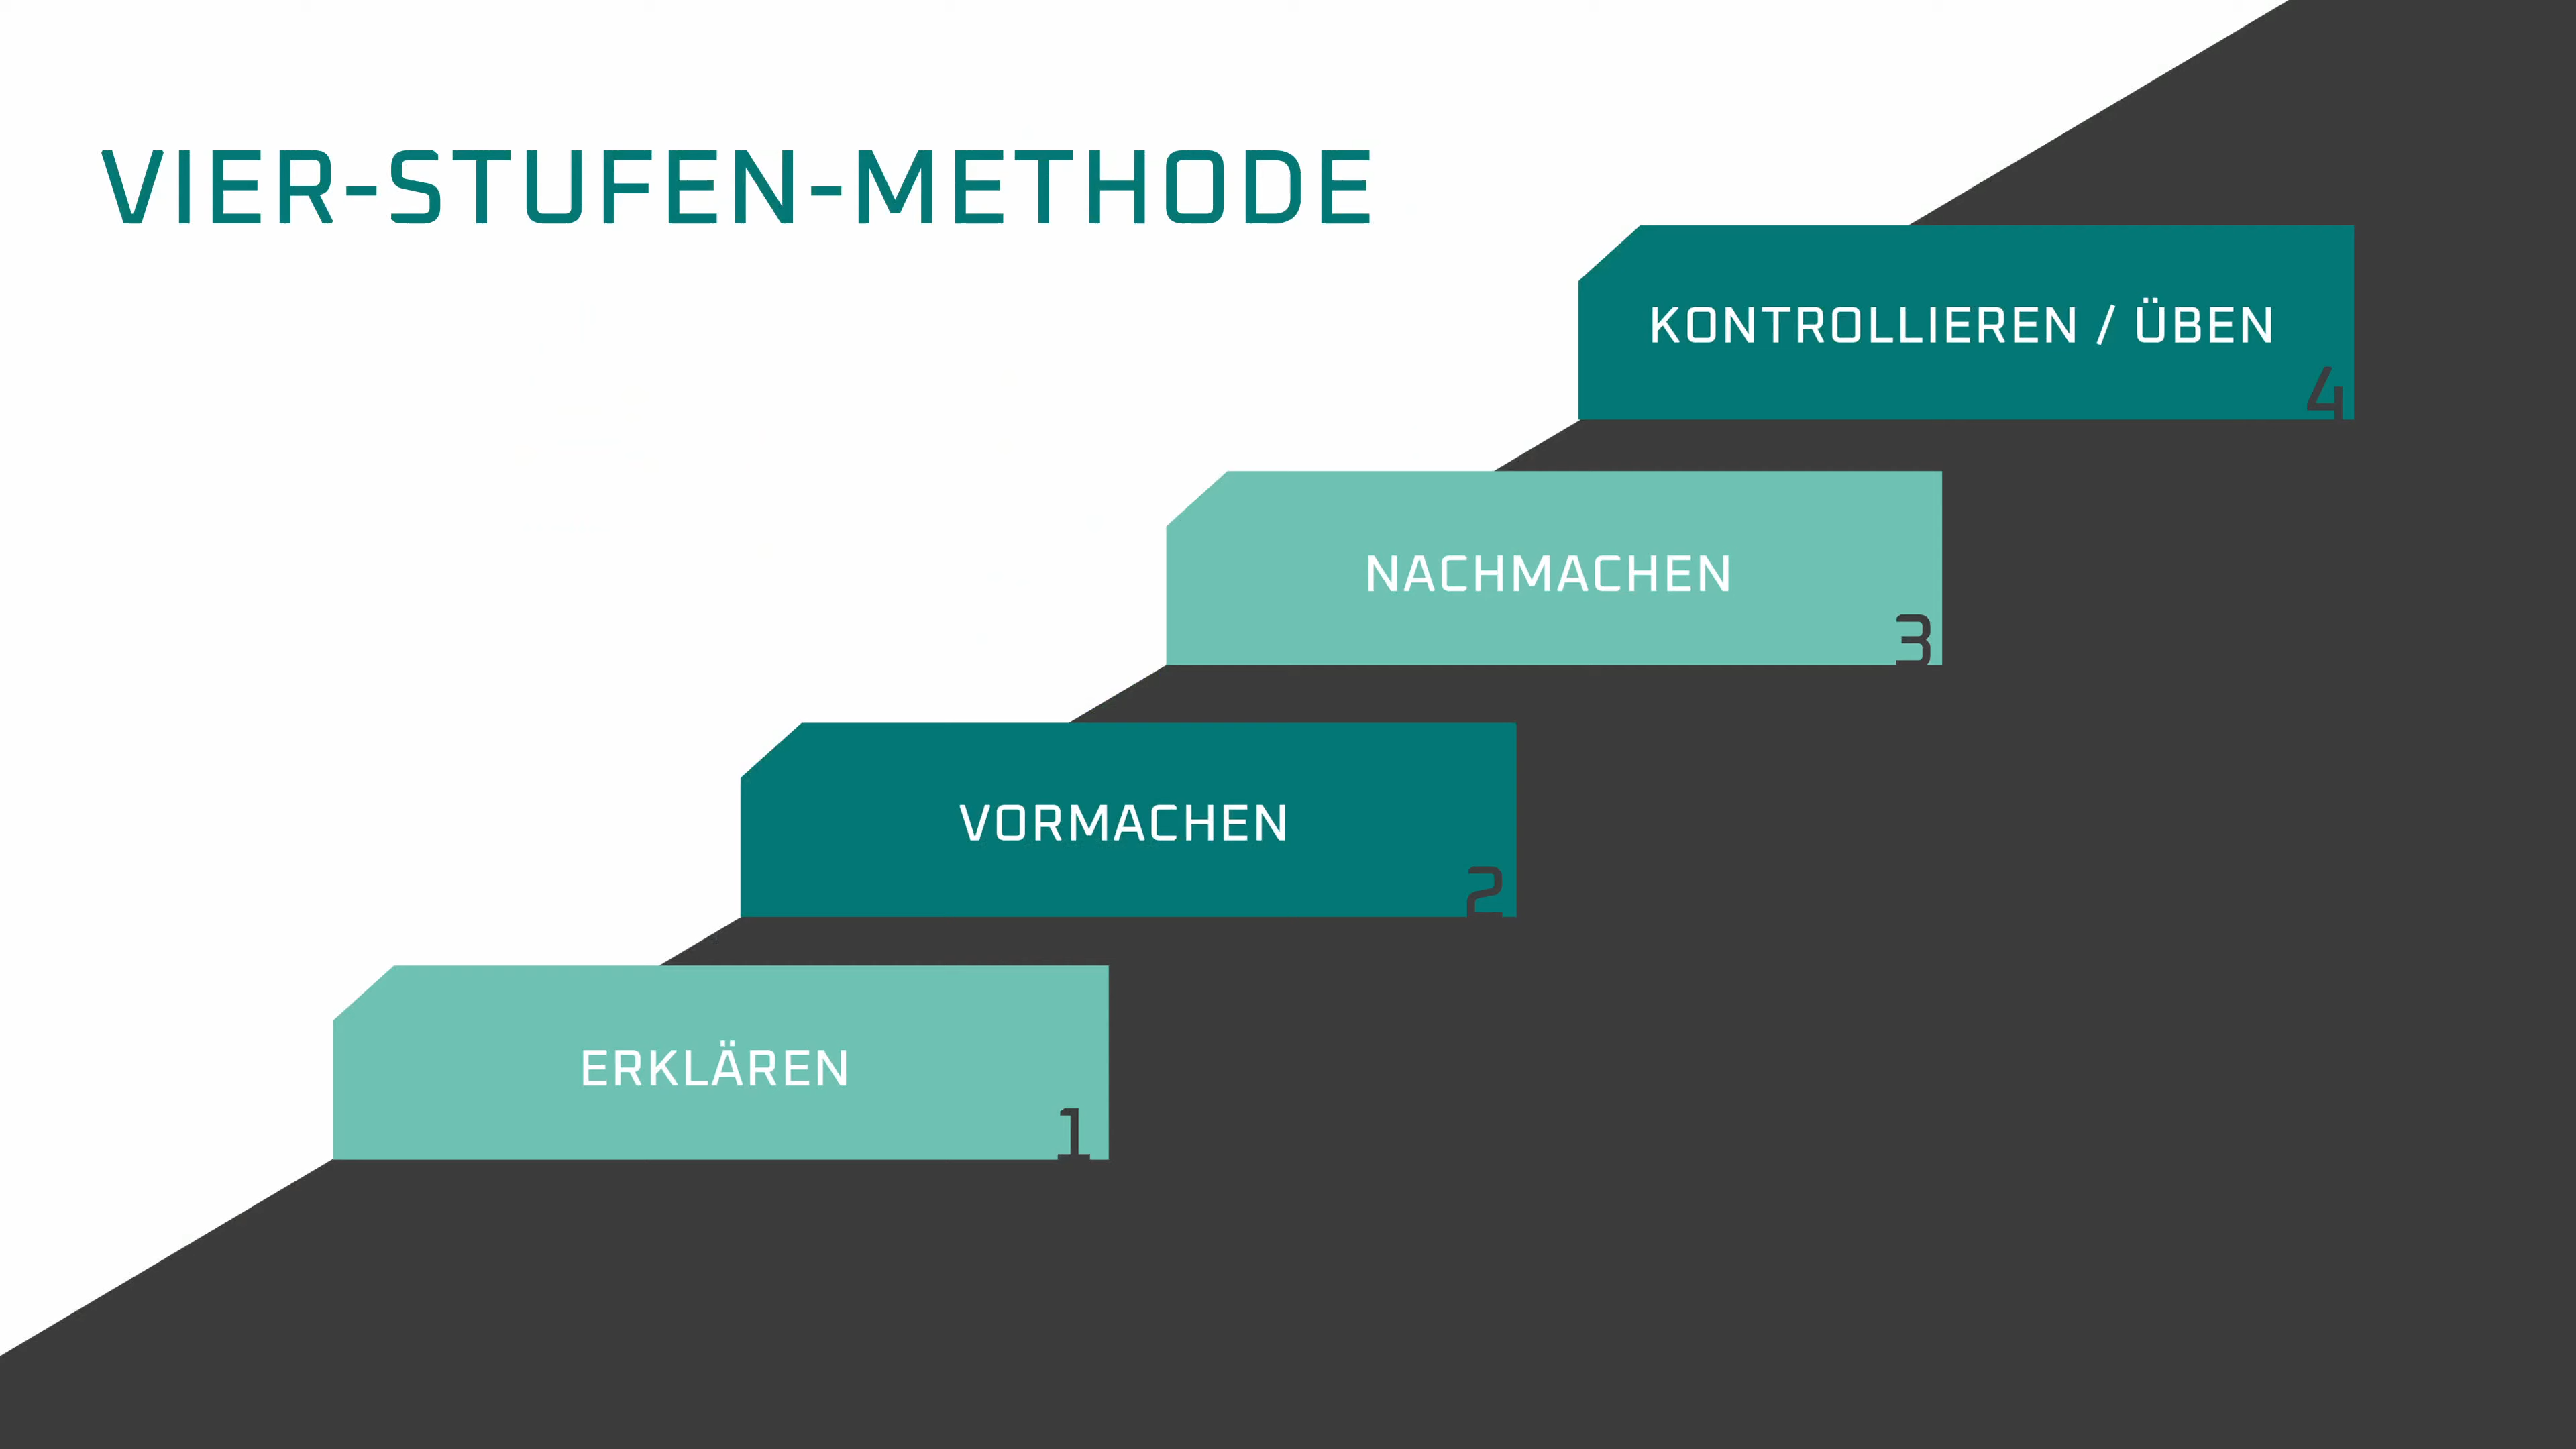 VIER-STUFEN-METHODE
KONTROLLIEREN / ÜBEN
4
NACHMACHEN
3
VORMACHEN
2
ERKLÄREN
1